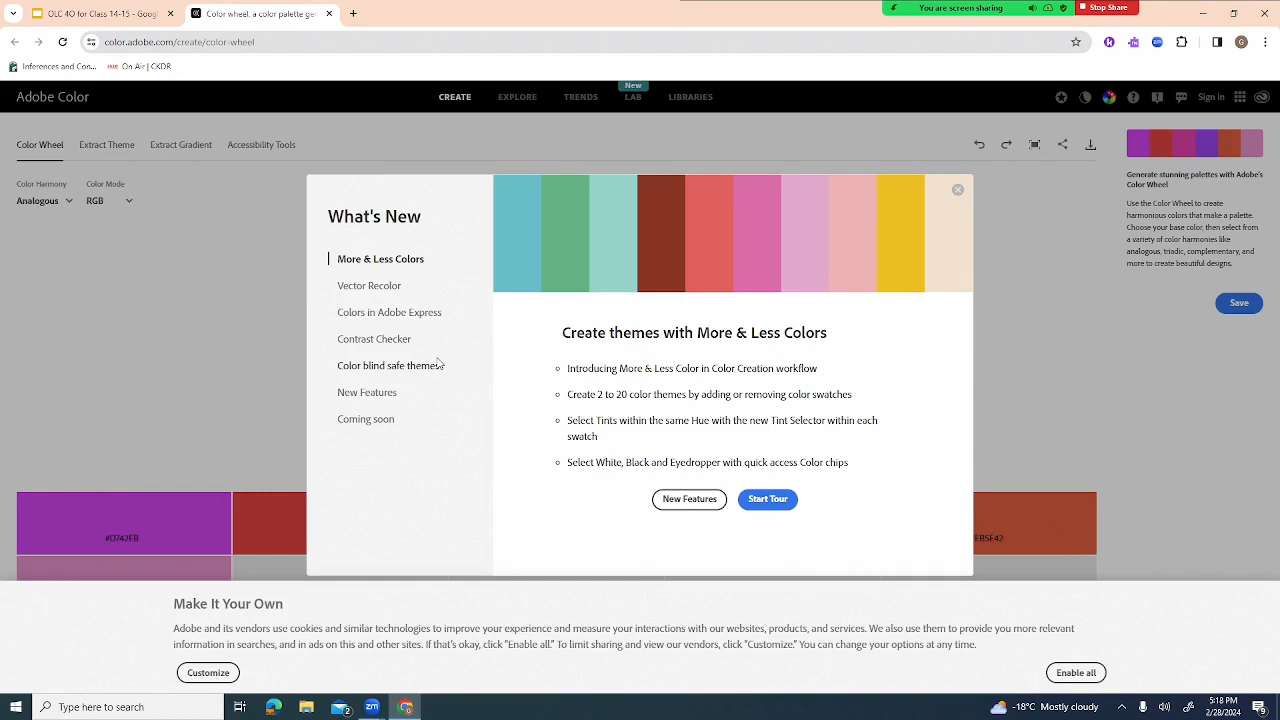 OLC 4O for Class 14-15 - Goog
Color wheel, a color palette ge
You are screen sharing
Stop Share
color.adobe.com/create/color-wheel
G
Inferences and Con...
On Air | CKDR
Adobe Color
CREATE
EXPLORE
TRENDS
New
LAB
LIBRARIES
Sign in
Color Wheel
Extract Theme
Extract Gradient
Accessibility Tools
Color Harmony
Color Mode
Analogous
RGB
Generate stunning palettes with Adobe's
Color Wheel
Use the Color Wheel to create
harmonious colors that make a palette.
Choose your base color, then select from
a variety of color harmonies like
analogous, triadic, complementary, and
more to create beautiful designs.
Save
What's New
More & Less Colors
Vector Recolor
Colors in Adobe Express
Contrast Checker
Color blind safe themes
New Features
Coming soon
Create themes with More & Less Colors
Introducing More & Less Color in Color Creation workflow
Create 2 to 20 color themes by adding or removing color swatches
Select Tints within the same Hue with the new Tint Selector within each
swatch
Select White, Black and Eyedropper with quick access Color chips
New Features
Start Tour
#D742EB
EB5E42
Make It Your Own
Adobe and its vendors use cookies and similar technologies to improve your experience and measure your interactions with our websites, products, and services. We also use them to provide you more relevant
information in searches, and in ads on this and other sites. If that's okay, click "Enable all." To limit sharing and view our vendors, click "Customize." You can change your options at any time.
Customize
Enable all
Type here to search
2
zm
-18°C Mostly cloudy
5:18 PM
2/28/2024